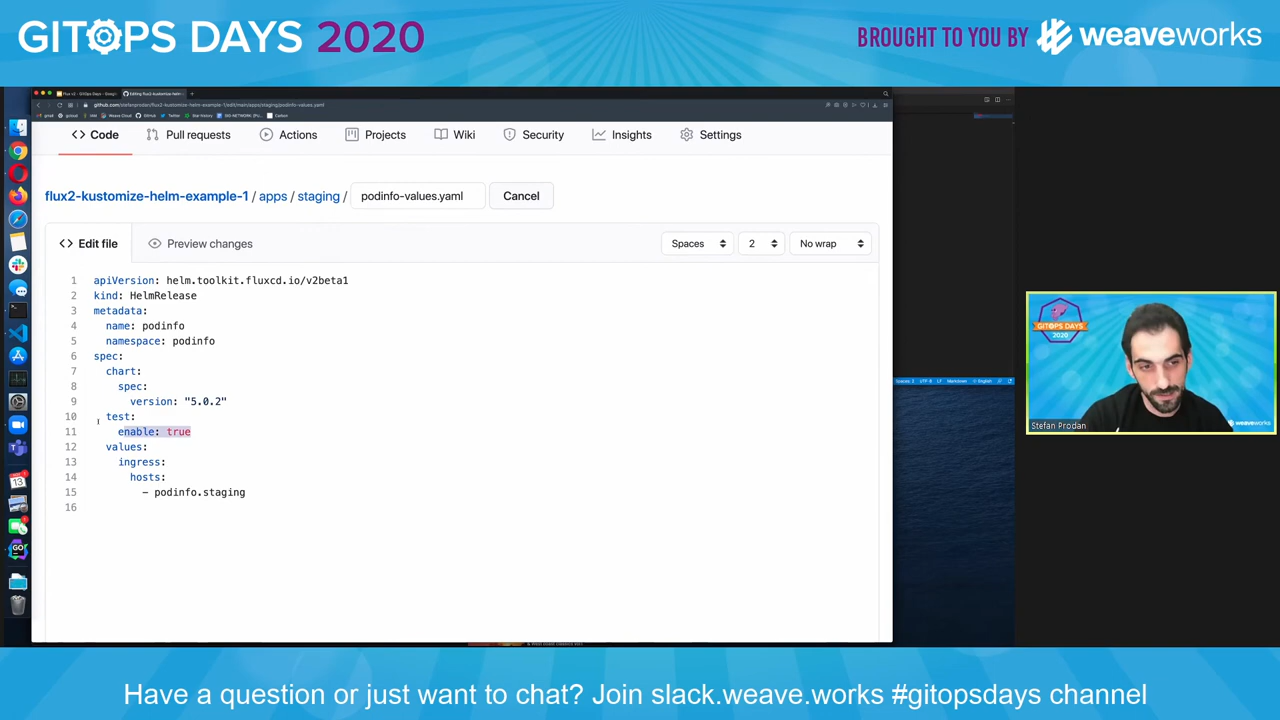 GITOPS DAYS 2020
BROUGHT TO YOU BY weaveworks
Code Pull requests Actions Projects Wiki Security Insights Settings
flux2-kustomize-helm-example-1 / apps / staging / podinfo-values.yaml Cancel
Edit file Preview changes Spaces 2 No wrap
1 apiVersion: helm.toolkit.fluxcd.io/v2beta1
2 kind: HelmRelease
3 metadata:
4 name: podinfo
5 namespace: podinfo
6 spec:
7 chart:
8 spec:
9 version: "5.0.2"
10 test:
11 enable: true
12 values:
13 ingress:
14 hosts:
15 - podinfo.staging
16
GITOPS DAYS
2020
Stefan Prodan
weaveworks
Have a question or just want to chat? Join slack.weave.works #gitopsdays channel